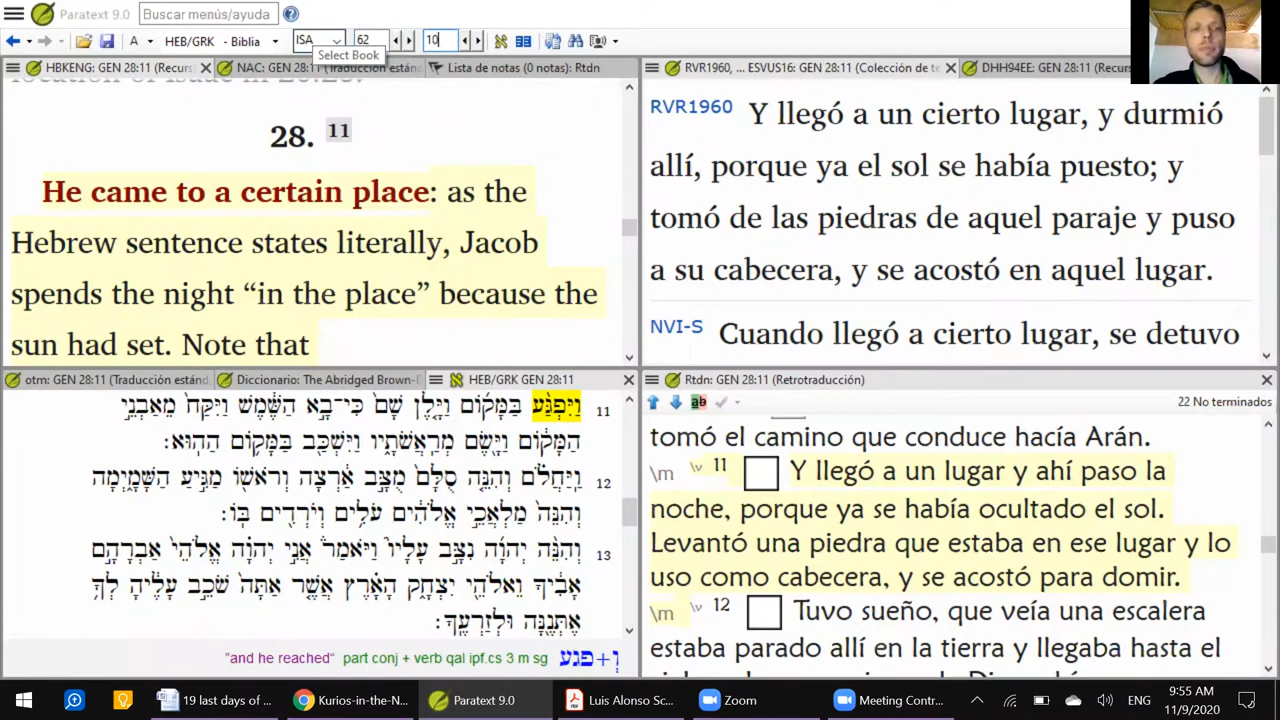 Paratext 9.0
Buscar menús/ayuda
HEB/GRK - Biblia
ISA
62
10
Select Book
HBKENG: GEN 28:11 (Recurs
NAC: GEN 28:11 (Traducción están
Lista de notas (0 notas): Rtdn
28. 11
He came to a certain place: as the
Hebrew sentence states literally, Jacob
spends the night “in the place” because the
sun had set. Note that
RVR1960, ... ESVUS16: GEN 28:11 (Colección de t
DHH94EE: GEN 28:11 (Recurs
RVR1960 Y llegó a un cierto lugar, y durmió
allí, porque ya el sol se había puesto; y
tomó de las piedras de aquel paraje y puso
a su cabecera, y se acostó en aquel lugar.
NVI-S Cuando llegó a cierto lugar, se detuvo
otm: GEN 28:11 (Traducción estánd
Diccionario: The Abridged Brown-D
HEB/GRK GEN 28:11
11 וַיִּפְגַּ֨ע בַּמָּק֜וֹם וַיָּ֤לֶן שָׁם֙ כִּי־בָ֣א הַשֶּׁ֔מֶשׁ וַיִּקַּח֙ מֵאַבְנֵ֣י
הַמָּק֔וֹם וַיָּ֖שֶׂם מְרַֽאֲשֹׁתָ֑יו וַיִּשְׁכַּ֖ב בַּמָּק֥וֹם הַהֽוּא׃
12 וַֽיַּחֲלֹ֗ם וְהִנֵּ֤ה סֻלָּם֙ מֻצָּ֣ב אַ֔רְצָה וְרֹאשׁ֖וֹ מַגִּ֣יעַ הַשָּׁמָ֑יְמָה
וְהִנֵּה֙ מַלְאֲכֵ֣י אֱלֹהִ֔ים עֹלִ֥ים וְיֹרְדִ֖ים בּֽוֹ׃
13 וְהִנֵּ֨ה יְהוָ֜ה נִצָּ֣ב עָלָיו֮ וַיֹּאמַר֒ אֲנִ֣י יְהוָ֗ה אֱלֹהֵי֙ אַבְרָהָ֣ם
אָבִ֔יךָ וֵאלֹהֵ֖י יִצְחָ֑ק הָאָ֗רֶץ אֲשֶׁ֤ר אַתָּה֙ שֹׁכֵ֣ב עָלֶ֔יהָ לְךָ֥
אֶתְּנֶ֖נָּה וּלְזַרְעֶֽךָ׃
"and he reached" part conj + verb qal ipf.cs 3 m sg וְ+פגע
Rtdn: GEN 28:11 (Retrotraducción)
22 No terminados
tomó el camino que conduce hacía Arán.
\m \v 11 Y llegó a un lugar y ahí paso la
noche, porque ya se había ocultado el sol.
Levantó una piedra que estaba en ese lugar y lo
uso como cabecera, y se acostó para domir.
\m \v 12 Tuvo sueño, que veía una escalera
estaba parado allí en la tierra y llegaba hasta el
19 last days of ...
Kurios-in-the-N...
Paratext 9.0
Luis Alonso Sc...
Zoom
Meeting Contr...
ENG
9:55 AM
11/9/2020